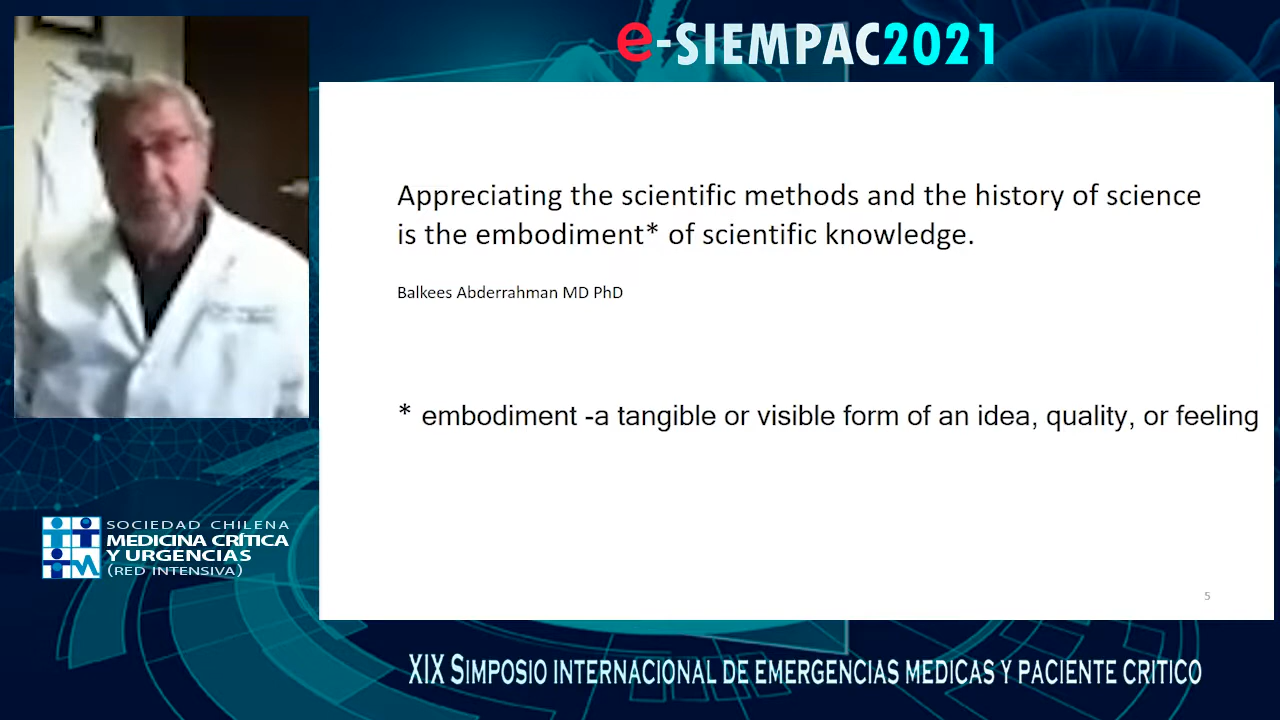 e-SIEMPAC2021
Appreciating the scientific methods and the history of science
is the embodiment* of scientific knowledge.
Balkees Abderrahman MD PhD
* embodiment -a tangible or visible form of an idea, quality, or feeling
5
SOCIEDAD CHILENA
MEDICINA CRÍTICA
Y URGENCIAS
(RED INTENSIVA)
XIX SIMPOSIO INTERNACIONAL DE EMERGENCIAS MEDICAS Y PACIENTE CRITICO